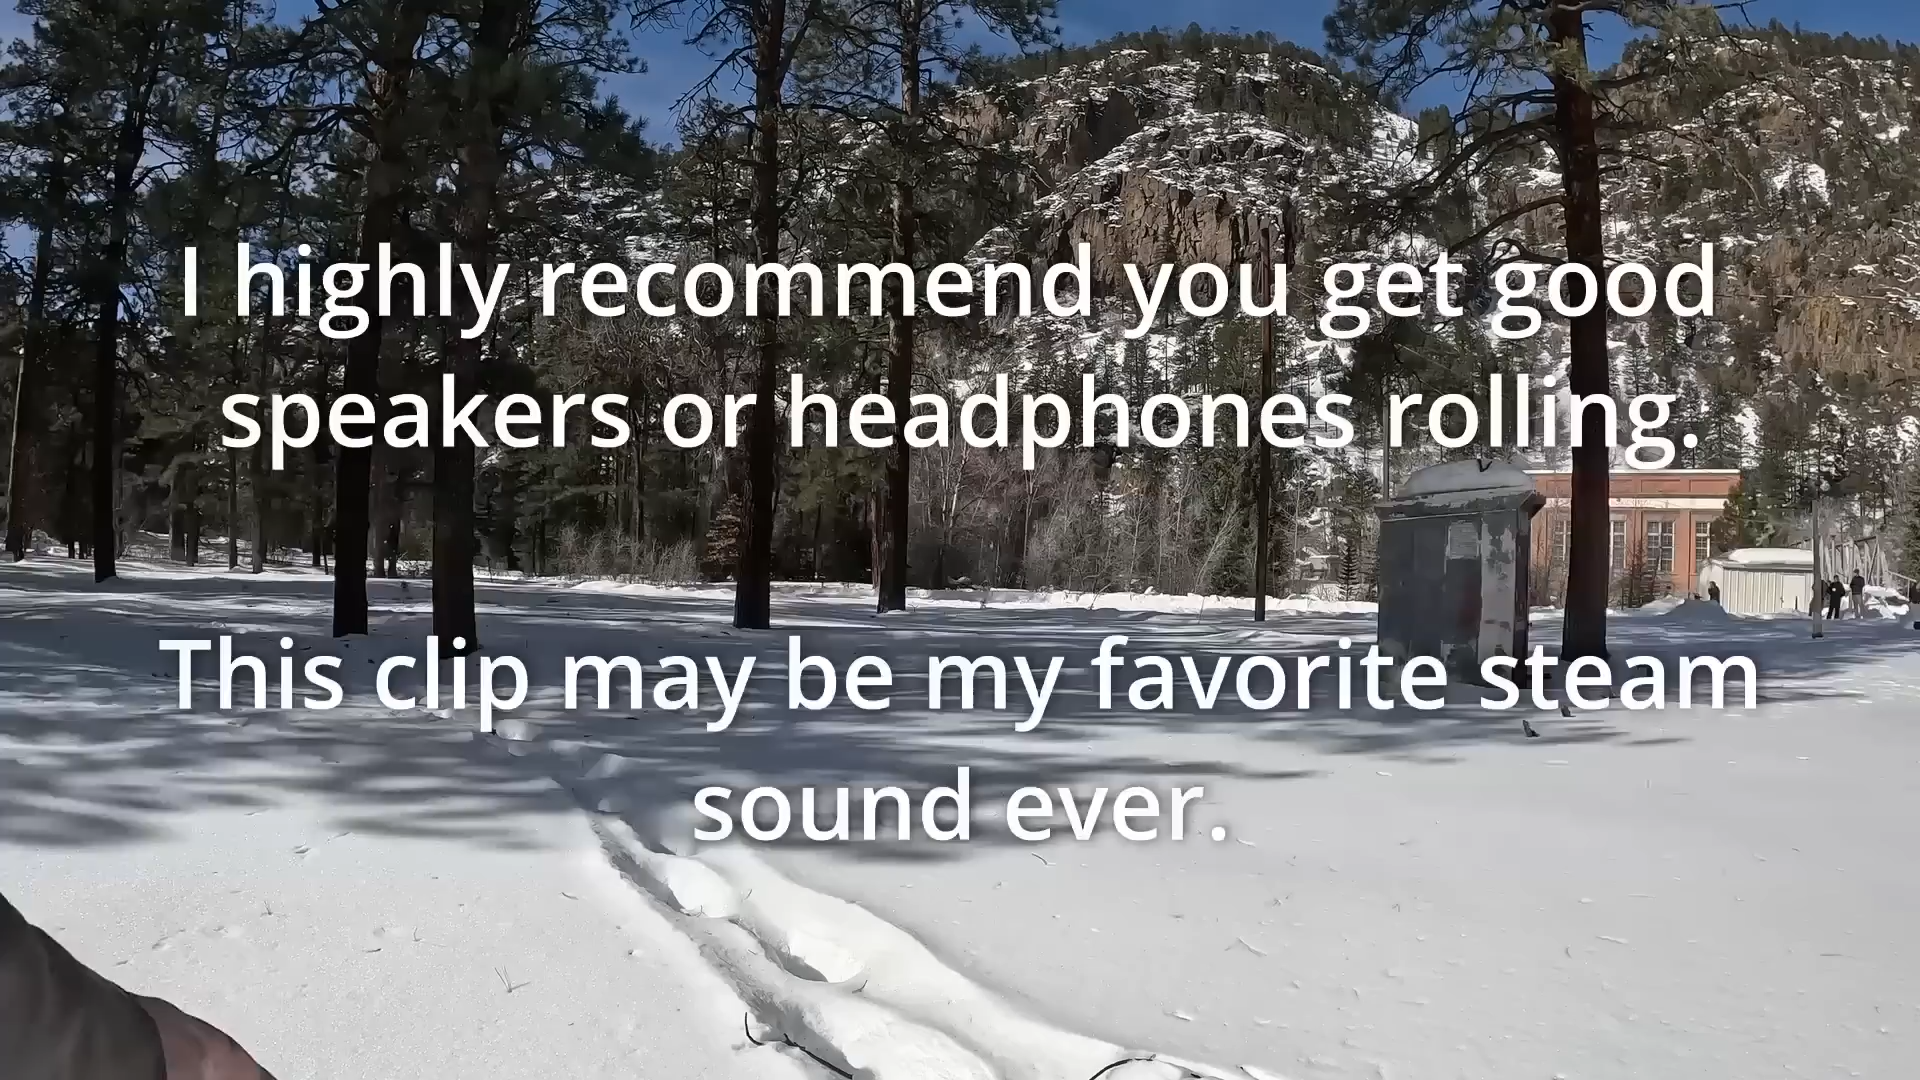 I highly recommend you get good
speakers or headphones rolling.
This clip may be my favorite steam
sound ever.